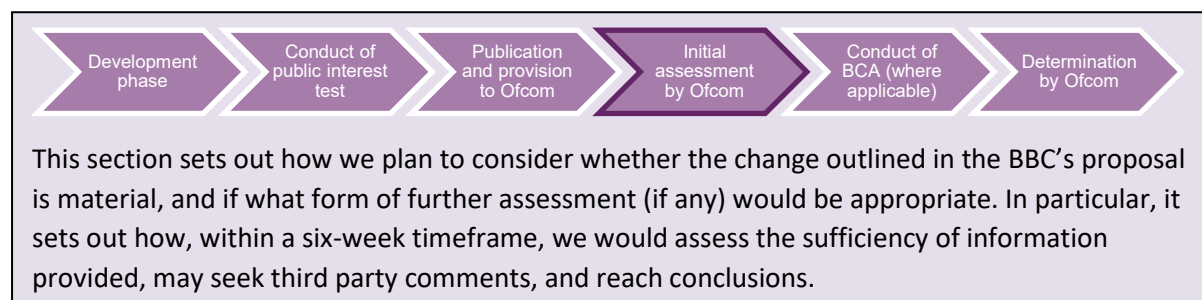 Development
phase
Conduct of
public interest
test
Publication
and provision
to Ofcom
Initial
assessment
by Ofcom
Conduct of
BCA (where
applicable)
Determination
by Ofcom
This section sets out how we plan to consider whether the change outlined in the BBC’s proposal
is material, and if what form of further assessment (if any) would be appropriate. In particular, it
sets out how, within a six-week timeframe, we would assess the sufficiency of information
provided, may seek third party comments, and reach conclusions.